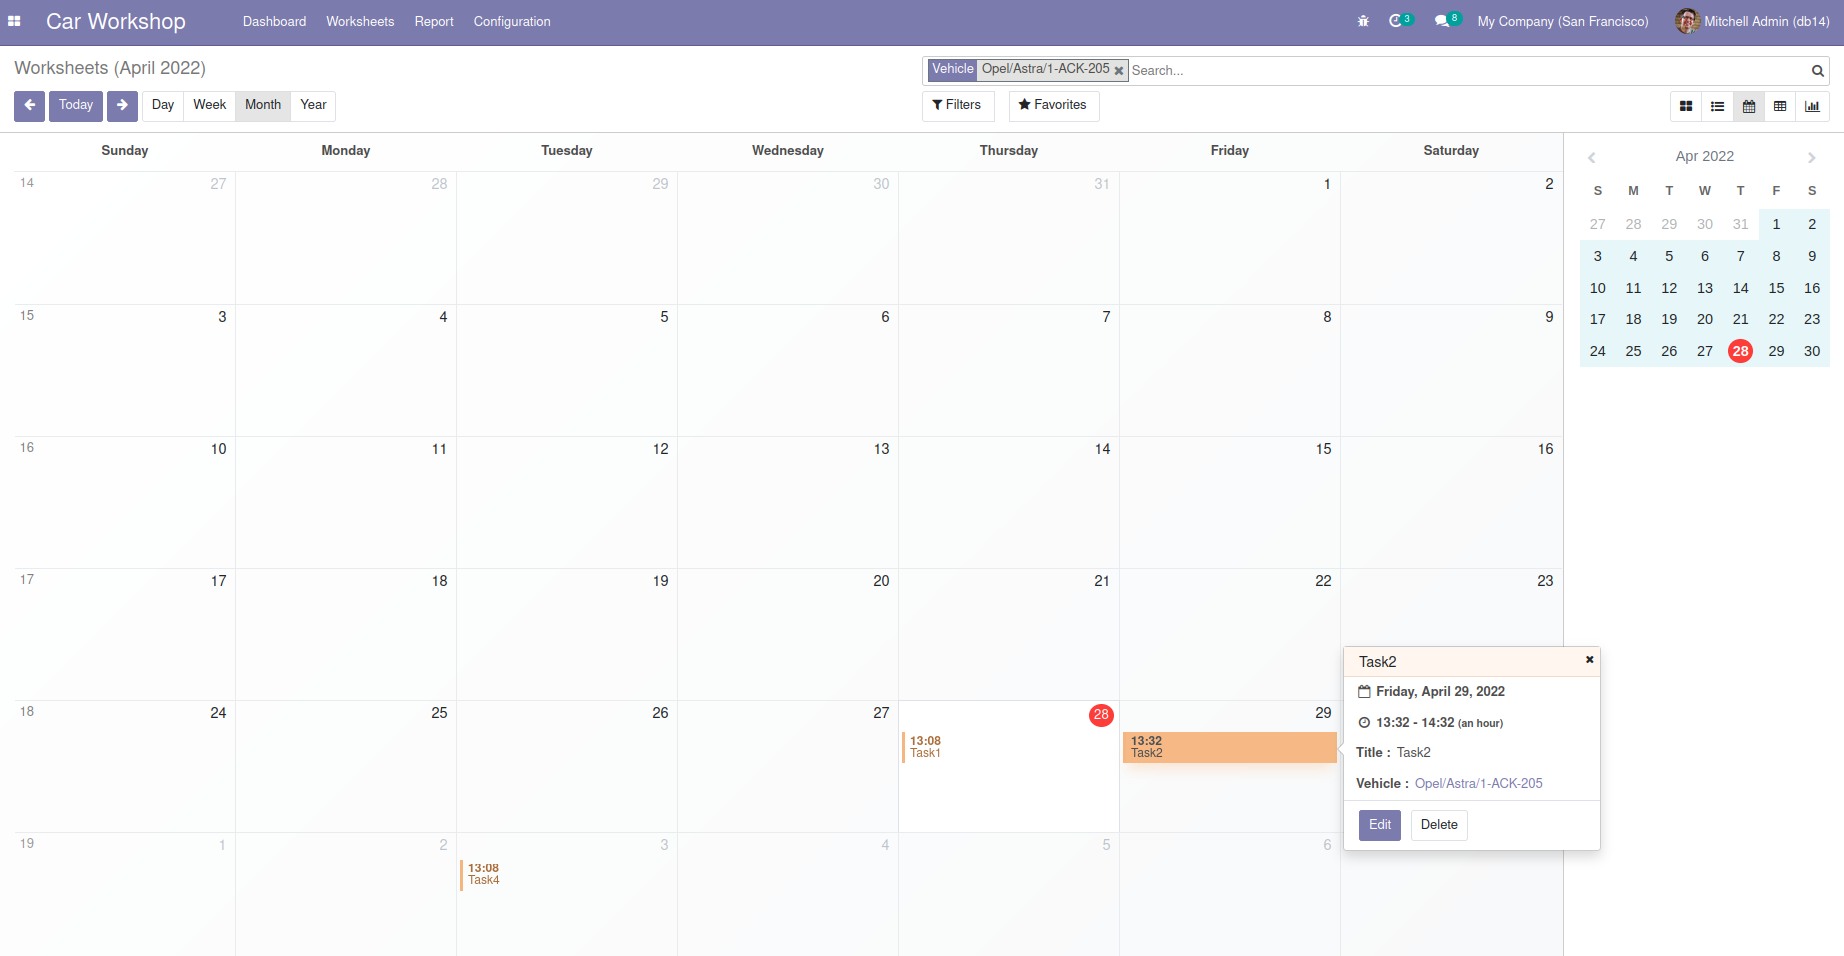 Car Workshop Dashboard Worksheets Report Configuration 3 8 My Company (San Francisco) Mitchell Admin (db14)
Worksheets (April 2022)
Vehicle Opel/Astra/1-ACK-205 Search...
Today Day Week Month Year
Filters Favorites
Sunday Monday Tuesday Wednesday Thursday Friday Saturday
14 27 28 29 30 31 1 2
15 3 4 5 6 7 8 9
16 10 11 12 13 14 15 16
17 17 18 19 20 21 22 23
18 24 25 26 27 28 29
13:08
Task1
13:32
Task2
19 1 2 3 4 5 6
13:08
Task4
Task2
Friday, April 29, 2022
13:32 - 14:32 (an hour)
Title : Task2
Vehicle : Opel/Astra/1-ACK-205
Edit Delete
Apr 2022
S M T W T F S
27 28 29 30 31 1 2
3 4 5 6 7 8 9
10 11 12 13 14 15 16
17 18 19 20 21 22 23
24 25 26 27 28 29 30